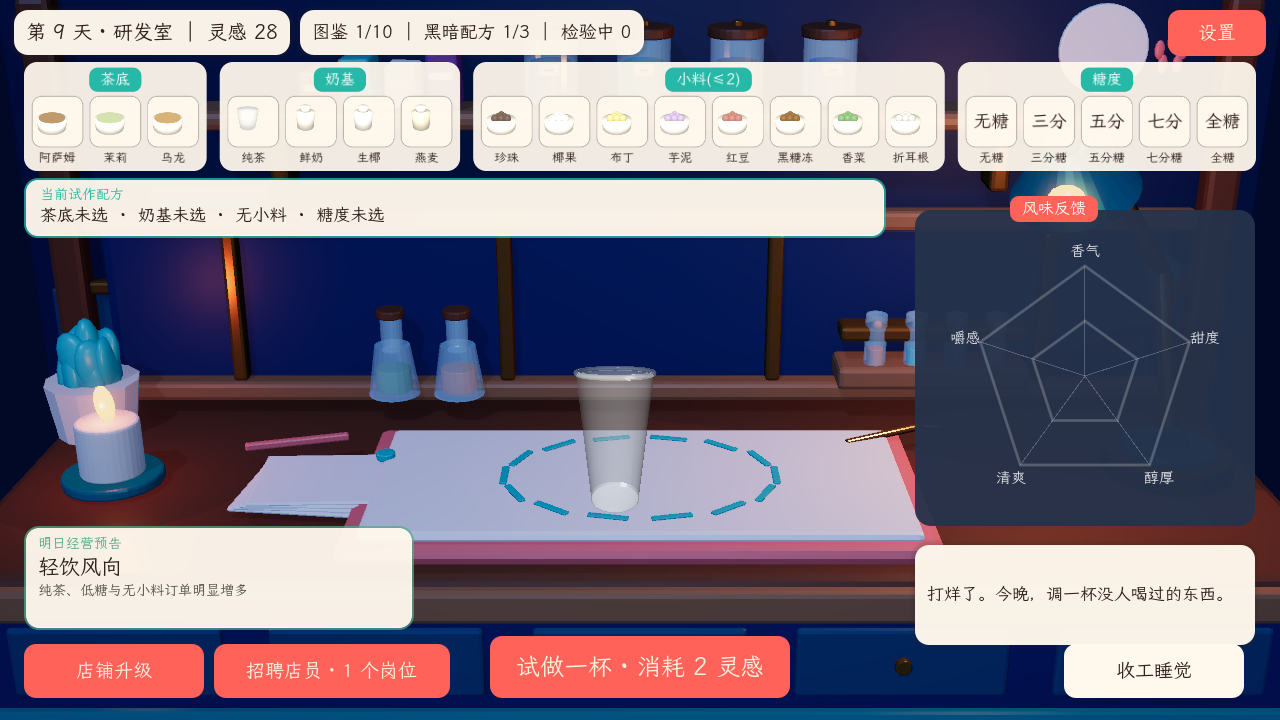 第 9 天・研发室 ｜ 灵感 28
图鉴 1/10 ｜ 黑暗配方 1/3 ｜ 检验中 0
设置
茶底
阿萨姆 茉莉 乌龙
奶基
纯茶 鲜奶 生椰 燕麦
小料(≤2)
珍珠 椰果 布丁 芋泥 红豆 黑糖冻 香菜 折耳根
糖度
无糖 三分 五分 七分 全糖
无糖 三分糖 五分糖 七分糖 全糖
当前试作配方
茶底未选 · 奶基未选 · 无小料 · 糖度未选
风味反馈
香气
嚼感 甜度
清爽 醇厚
明日经营预告
轻饮风向
纯茶、低糖与无小料订单明显增多
打烊了。今晚，调一杯没人喝过的东西。
店铺升级
招聘店员・1 个岗位
试做一杯・消耗 2 灵感
收工睡觉